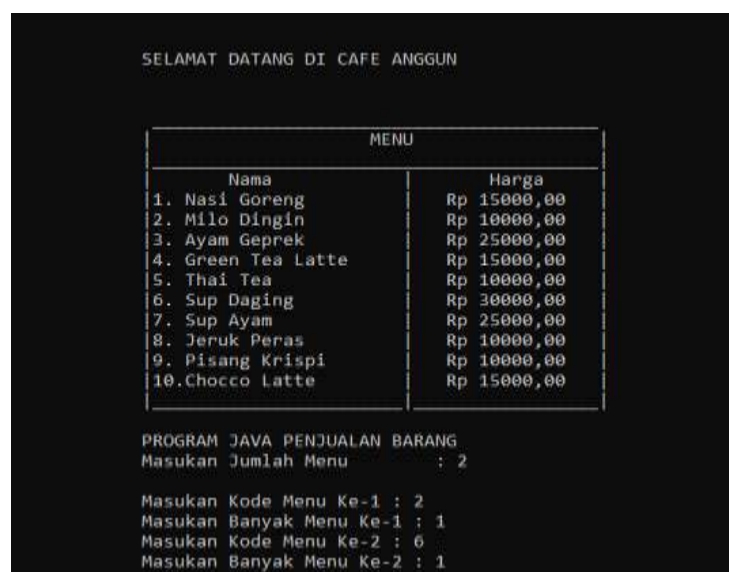 SELAMAT DATANG DI CAFE ANGGUN
MENU
Nama Harga
1. Nasi Goreng Rp 15000,00
2. Milo Dingin Rp 10000,00
3. Ayam Geprek Rp 25000,00
4. Green Tea Latte Rp 15000,00
5. Thai Tea Rp 10000,00
6. Sup Daging Rp 30000,00
7. Sup Ayam Rp 25000,00
8. Jeruk Peras Rp 10000,00
9. Pisang Krispi Rp 10000,00
10.Chocco Latte Rp 15000,00
PROGRAM JAVA PENJUALAN BARANG
Masukan Jumlah Menu : 2
Masukan Kode Menu Ke-1 : 2
Masukan Banyak Menu Ke-1 : 1
Masukan Kode Menu Ke-2 : 6
Masukan Banyak Menu Ke-2 : 1